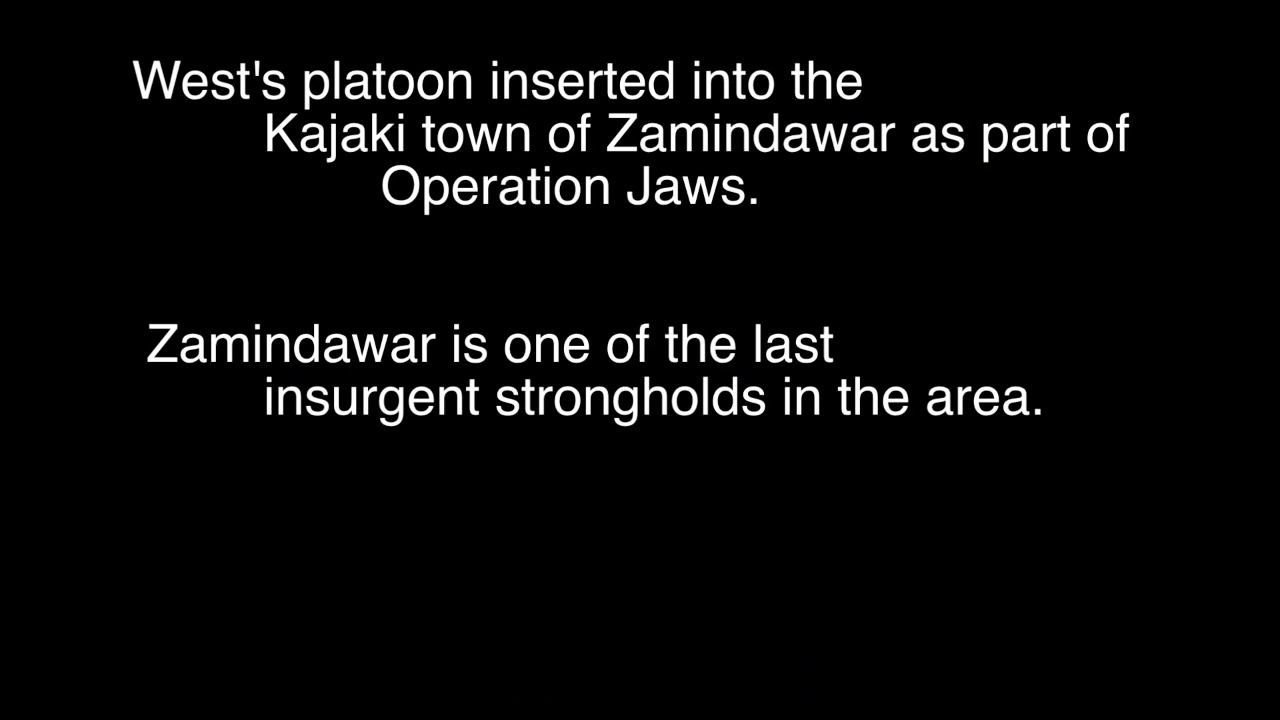 West's platoon inserted into the
Kajaki town of Zamindawar as part of
Operation Jaws.
Zamindawar is one of the last
insurgent strongholds in the area.